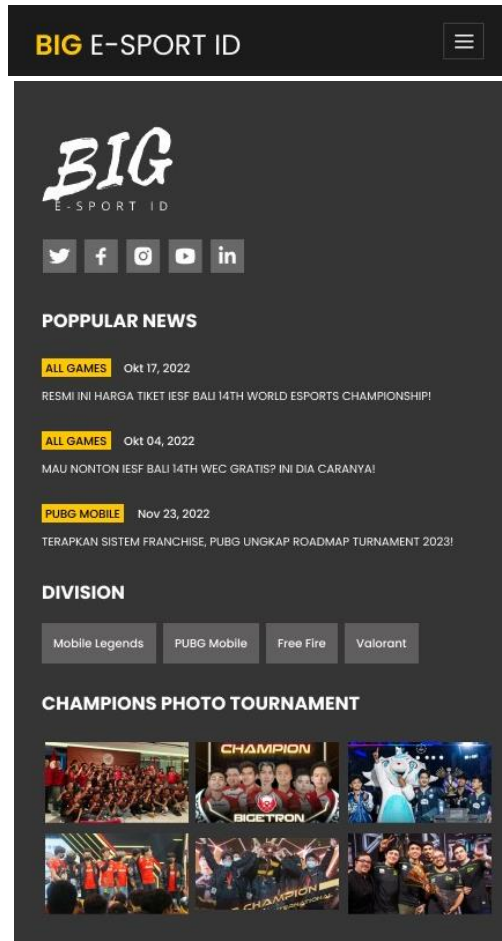 BIG E-SPORT ID
BIG
E-SPORT ID
POPPULAR NEWS
ALL GAMES Okt 17, 2022
RESMI INI HARGA TIKET IESF BALI 14TH WORLD ESPORTS CHAMPIONSHIP!
ALL GAMES Okt 04, 2022
MAU NONTON IESF BALI 14TH WEC GRATIS? INI DIA CARANYA!
PUBG MOBILE Nov 23, 2022
TERAPKAN SISTEM FRANCHISE, PUBG UNGKAP ROADMAP TURNAMENT 2023!
DIVISION
Mobile Legends PUBG Mobile Free Fire Valorant
CHAMPIONS PHOTO TOURNAMENT
CHAMPION
BIGETRON
CHAMPION